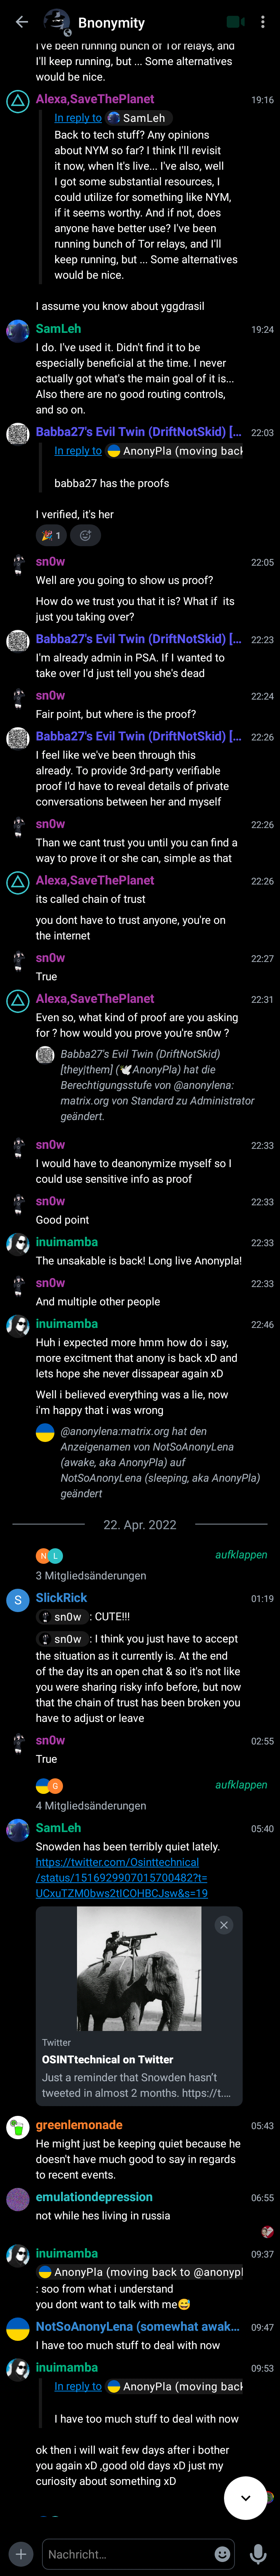 Bnonymity
I've been running bunch of Tor relays, and
I'll keep running, but ... Some alternatives
would be nice.
Alexa,SaveThePlanet 19:16
In reply to SamLeh
Back to tech stuff? Any opinions
about NYM so far? I think I'll revisit
it now, when It's live... I've also, well
I got some substantial resources, I
could utilize for something like NYM,
if it seems worthy. And if not, does
anyone have better use? I've been
running bunch of Tor relays, and I'll
keep running, but ... Some alternatives
would be nice.
I assume you know about yggdrasil
SamLeh 19:24
I do. I've used it. Didn't find it to be
especially beneficial at the time. I never
actually got what's the main goal of it is...
Also there are no good routing controls,
and so on.
Babba27's Evil Twin (DriftNotSkid) [... 22:03
In reply to AnonyPla (moving back
babba27 has the proofs
I verified, it's her
🎉 1
sn0w 22:05
Well are you going to show us proof?
How do we trust you that it is? What if its
just you taking over?
Babba27's Evil Twin (DriftNotSkid) [... 22:23
I'm already admin in PSA. If I wanted to
take over I'd just tell you she's dead
sn0w 22:24
Fair point, but where is the proof?
Babba27's Evil Twin (DriftNotSkid) [... 22:26
I feel like we've been through this
already. To provide 3rd-party verifiable
proof I'd have to reveal details of private
conversations between her and myself
sn0w 22:26
Than we cant trust you until you can find a
way to prove it or she can, simple as that
Alexa,SaveThePlanet 22:26
its called chain of trust
you dont have to trust anyone, you're on
the internet
sn0w 22:27
True
Alexa,SaveThePlanet 22:31
Even so, what kind of proof are you asking
for ? how would you prove you're sn0w ?
Babba27's Evil Twin (DriftNotSkid)
[they|them] (🕊️AnonyPla) hat die
Berechtigungsstufe von @anonylena:
matrix.org von Standard zu Administrator
geändert.
sn0w 22:33
I would have to deanonymize myself so I
could use sensitive info as proof
sn0w 22:33
Good point
inuimamba 22:33
The unsakable is back! Long live Anonypla!
sn0w 22:33
And multiple other people
inuimamba 22:46
Huh i expected more hmm how do i say,
more excitment that anony is back xD and
lets hope she never dissapear again xD
Well i believed everything was a lie, now
i'm happy that i was wrong
@anonylena:matrix.org hat den
Anzeigenamen von NotSoAnonyLena
(awake, aka AnonyPla) auf
NotSoAnonyLena (sleeping, aka AnonyPla)
geändert
22. Apr. 2022
N L aufklappen
3 Mitgliedsänderungen
S SlickRick 01:19
sn0w : CUTE!!!
sn0w : I think you just have to accept
the situation as it currently is. At the end
of the day its an open chat & so it's not like
you were sharing risky info before, but now
that the chain of trust has been broken you
have to adjust or leave
sn0w 02:55
True
G aufklappen
4 Mitgliedsänderungen
SamLeh 05:40
Snowden has been terribly quiet lately.
https://twitter.com/Osinttechnical
/status/1516929907015700482?t=
UCxuTZM0bws2tICOHBCJsw&s=19
Twitter
OSINTtechnical on Twitter
Just a reminder that Snowden hasn't
tweeted in almost 2 months. https://t....
greenlemonade 05:43
He might just be keeping quiet because he
doesn't have much good to say in regards
to recent events.
emulationdepression 06:55
not while hes living in russia
inuimamba 09:37
AnonyPla (moving back to @anonypl
: soo from what i understand
you dont want to talk with me😅
NotSoAnonyLena (somewhat awak... 09:47
I have too much stuff to deal with now
inuimamba 09:53
In reply to AnonyPla (moving back
I have too much stuff to deal with now
ok then i will wait few days after i bother
you again xD ,good old days xD just my
curiosity about something xD
Nachricht...